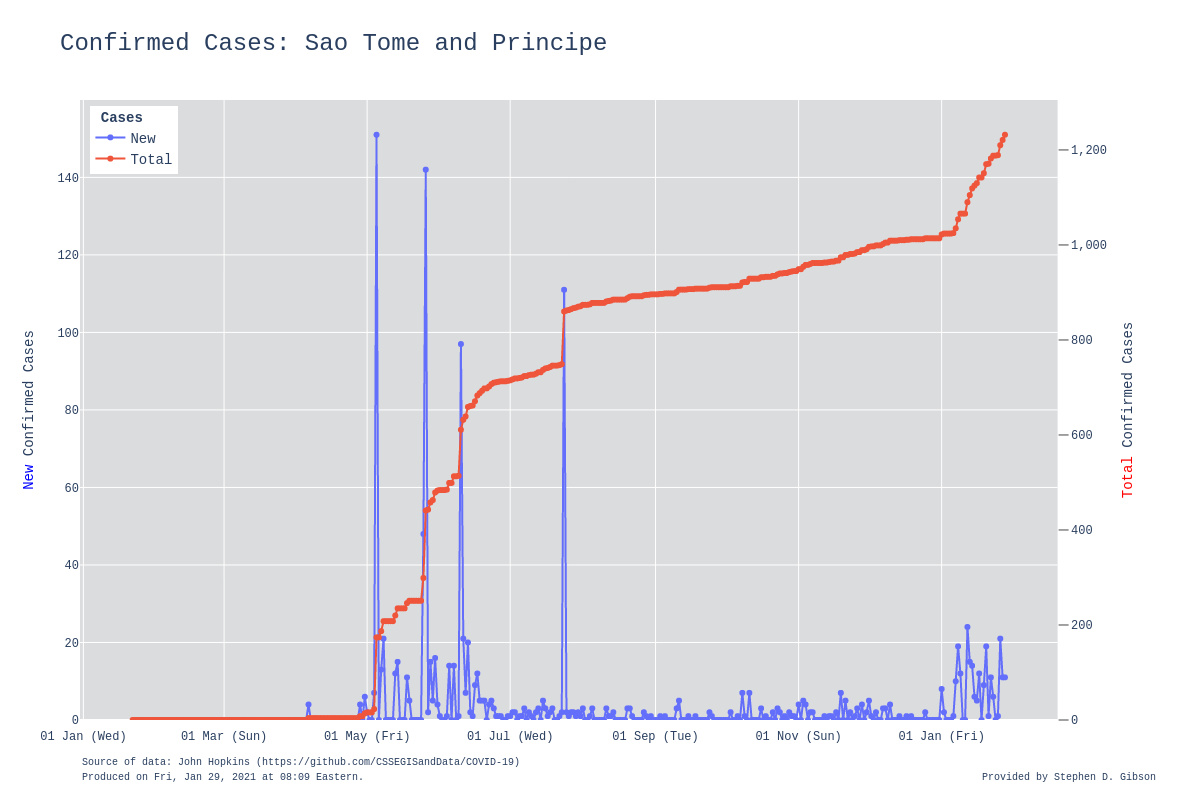 Confirmed Cases: Sao Tome and Principe
Cases
New
Total
140
120
100
80
60
40
20
0
1,200
1,000
800
600
400
200
0
New Confirmed Cases
Total Confirmed Cases
01 Jan (Wed)
01 Mar (Sun)
01 May (Fri)
01 Jul (Wed)
01 Sep (Tue)
01 Nov (Sun)
01 Jan (Fri)
Source of data: John Hopkins (https://github.com/CSSEGISandData/COVID-19)
Produced on Fri, Jan 29, 2021 at 08:09 Eastern.
Provided by Stephen D. Gibson